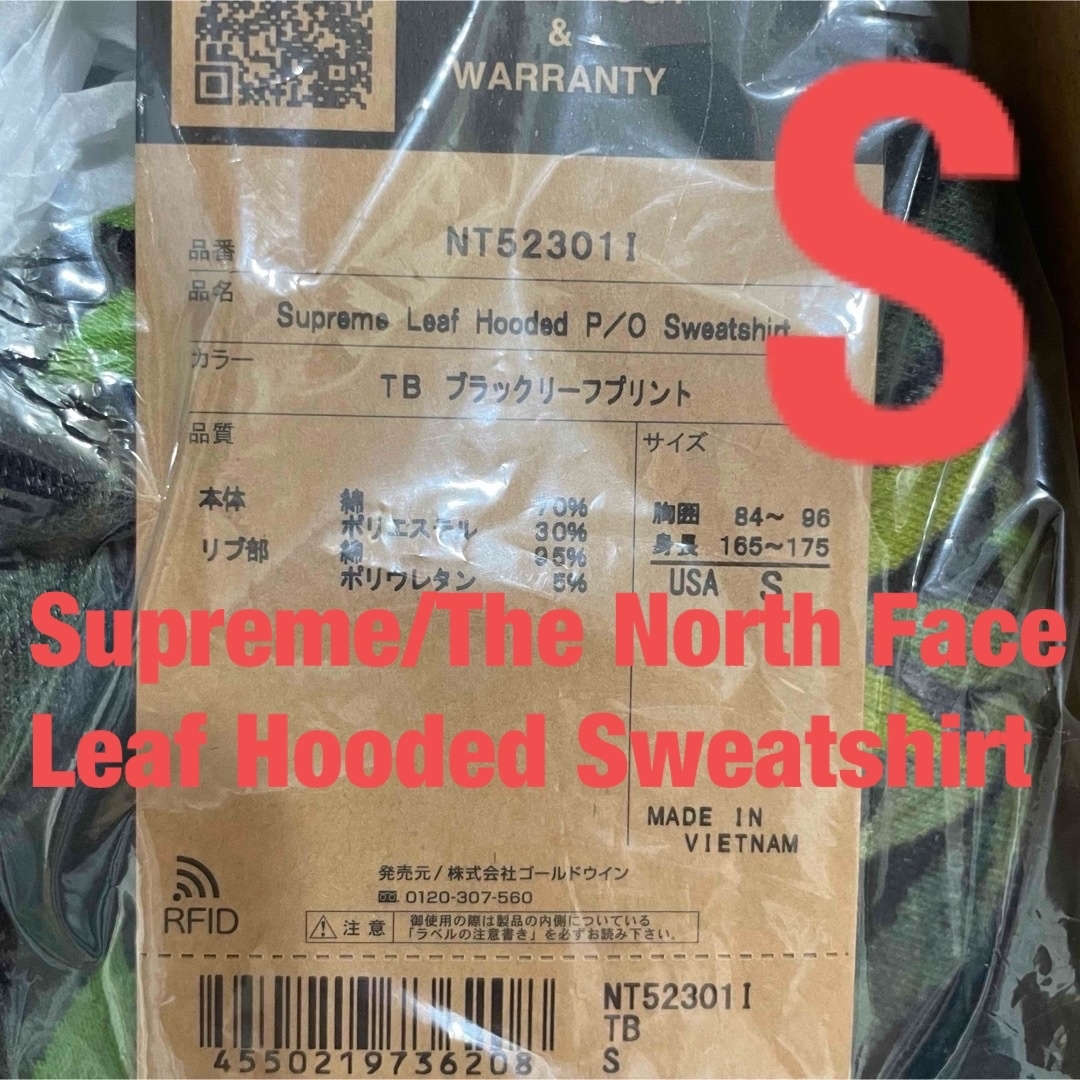 &
WARRANTY
S
品番 NT52301I
品名
Supreme Leaf Hooded P/O Sweatshirt
カラー
TB ブラックリーフプリント
品質
サイズ
本体 綿 70%
ポリエステル 30%
リブ部 綿 95%
ポリウレタン 5%
胸囲 84～ 96
身長 165～175
USA S
Supreme/The North Face
Leaf Hooded Sweatshirt
MADE IN
VIETNAM
発売元/株式会社ゴールドウイン
0120-307-560
RFID
注意
御使用の際は製品の内側についている
「ラベルの注意書き」を必ずお読み下さい。
4550219736208
NT52301I
TB
S